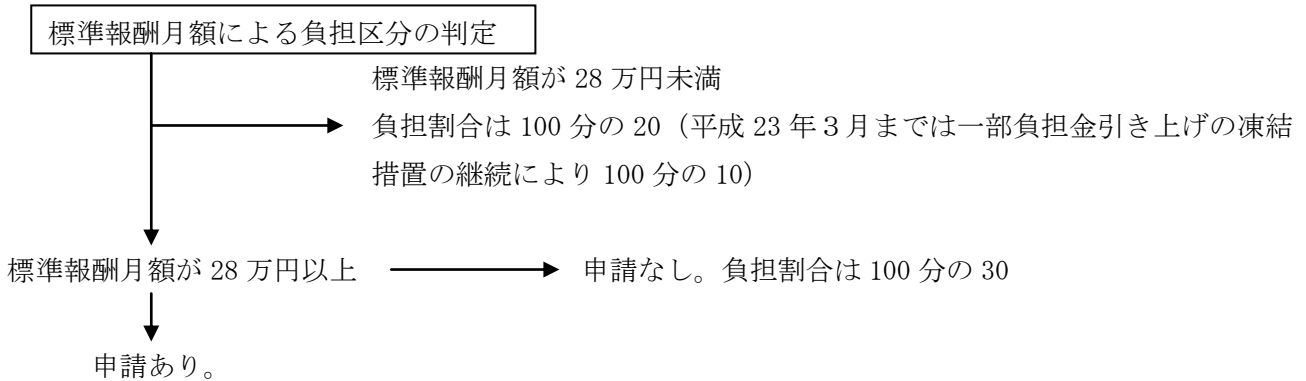 標準報酬月額による負担区分の判定
標準報酬月額が 28 万円未満
負担割合は 100 分の 20（平成 23 年３月までは一部負担金引き上げの凍結
措置の継続により 100 分の 10）
標準報酬月額が 28 万円以上
申請なし。負担割合は 100 分の 30
申請あり。